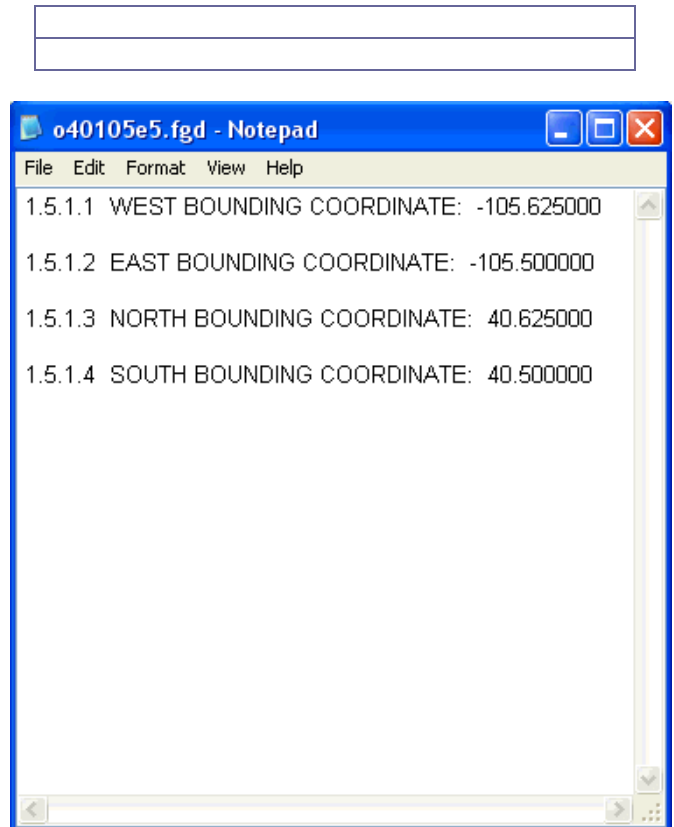 o40105e5.fgd - Notepad
File Edit Format View Help
1.5.1.1 WEST BOUNDING COORDINATE: -105.625000
1.5.1.2 EAST BOUNDING COORDINATE: -105.500000
1.5.1.3 NORTH BOUNDING COORDINATE: 40.625000
1.5.1.4 SOUTH BOUNDING COORDINATE: 40.500000